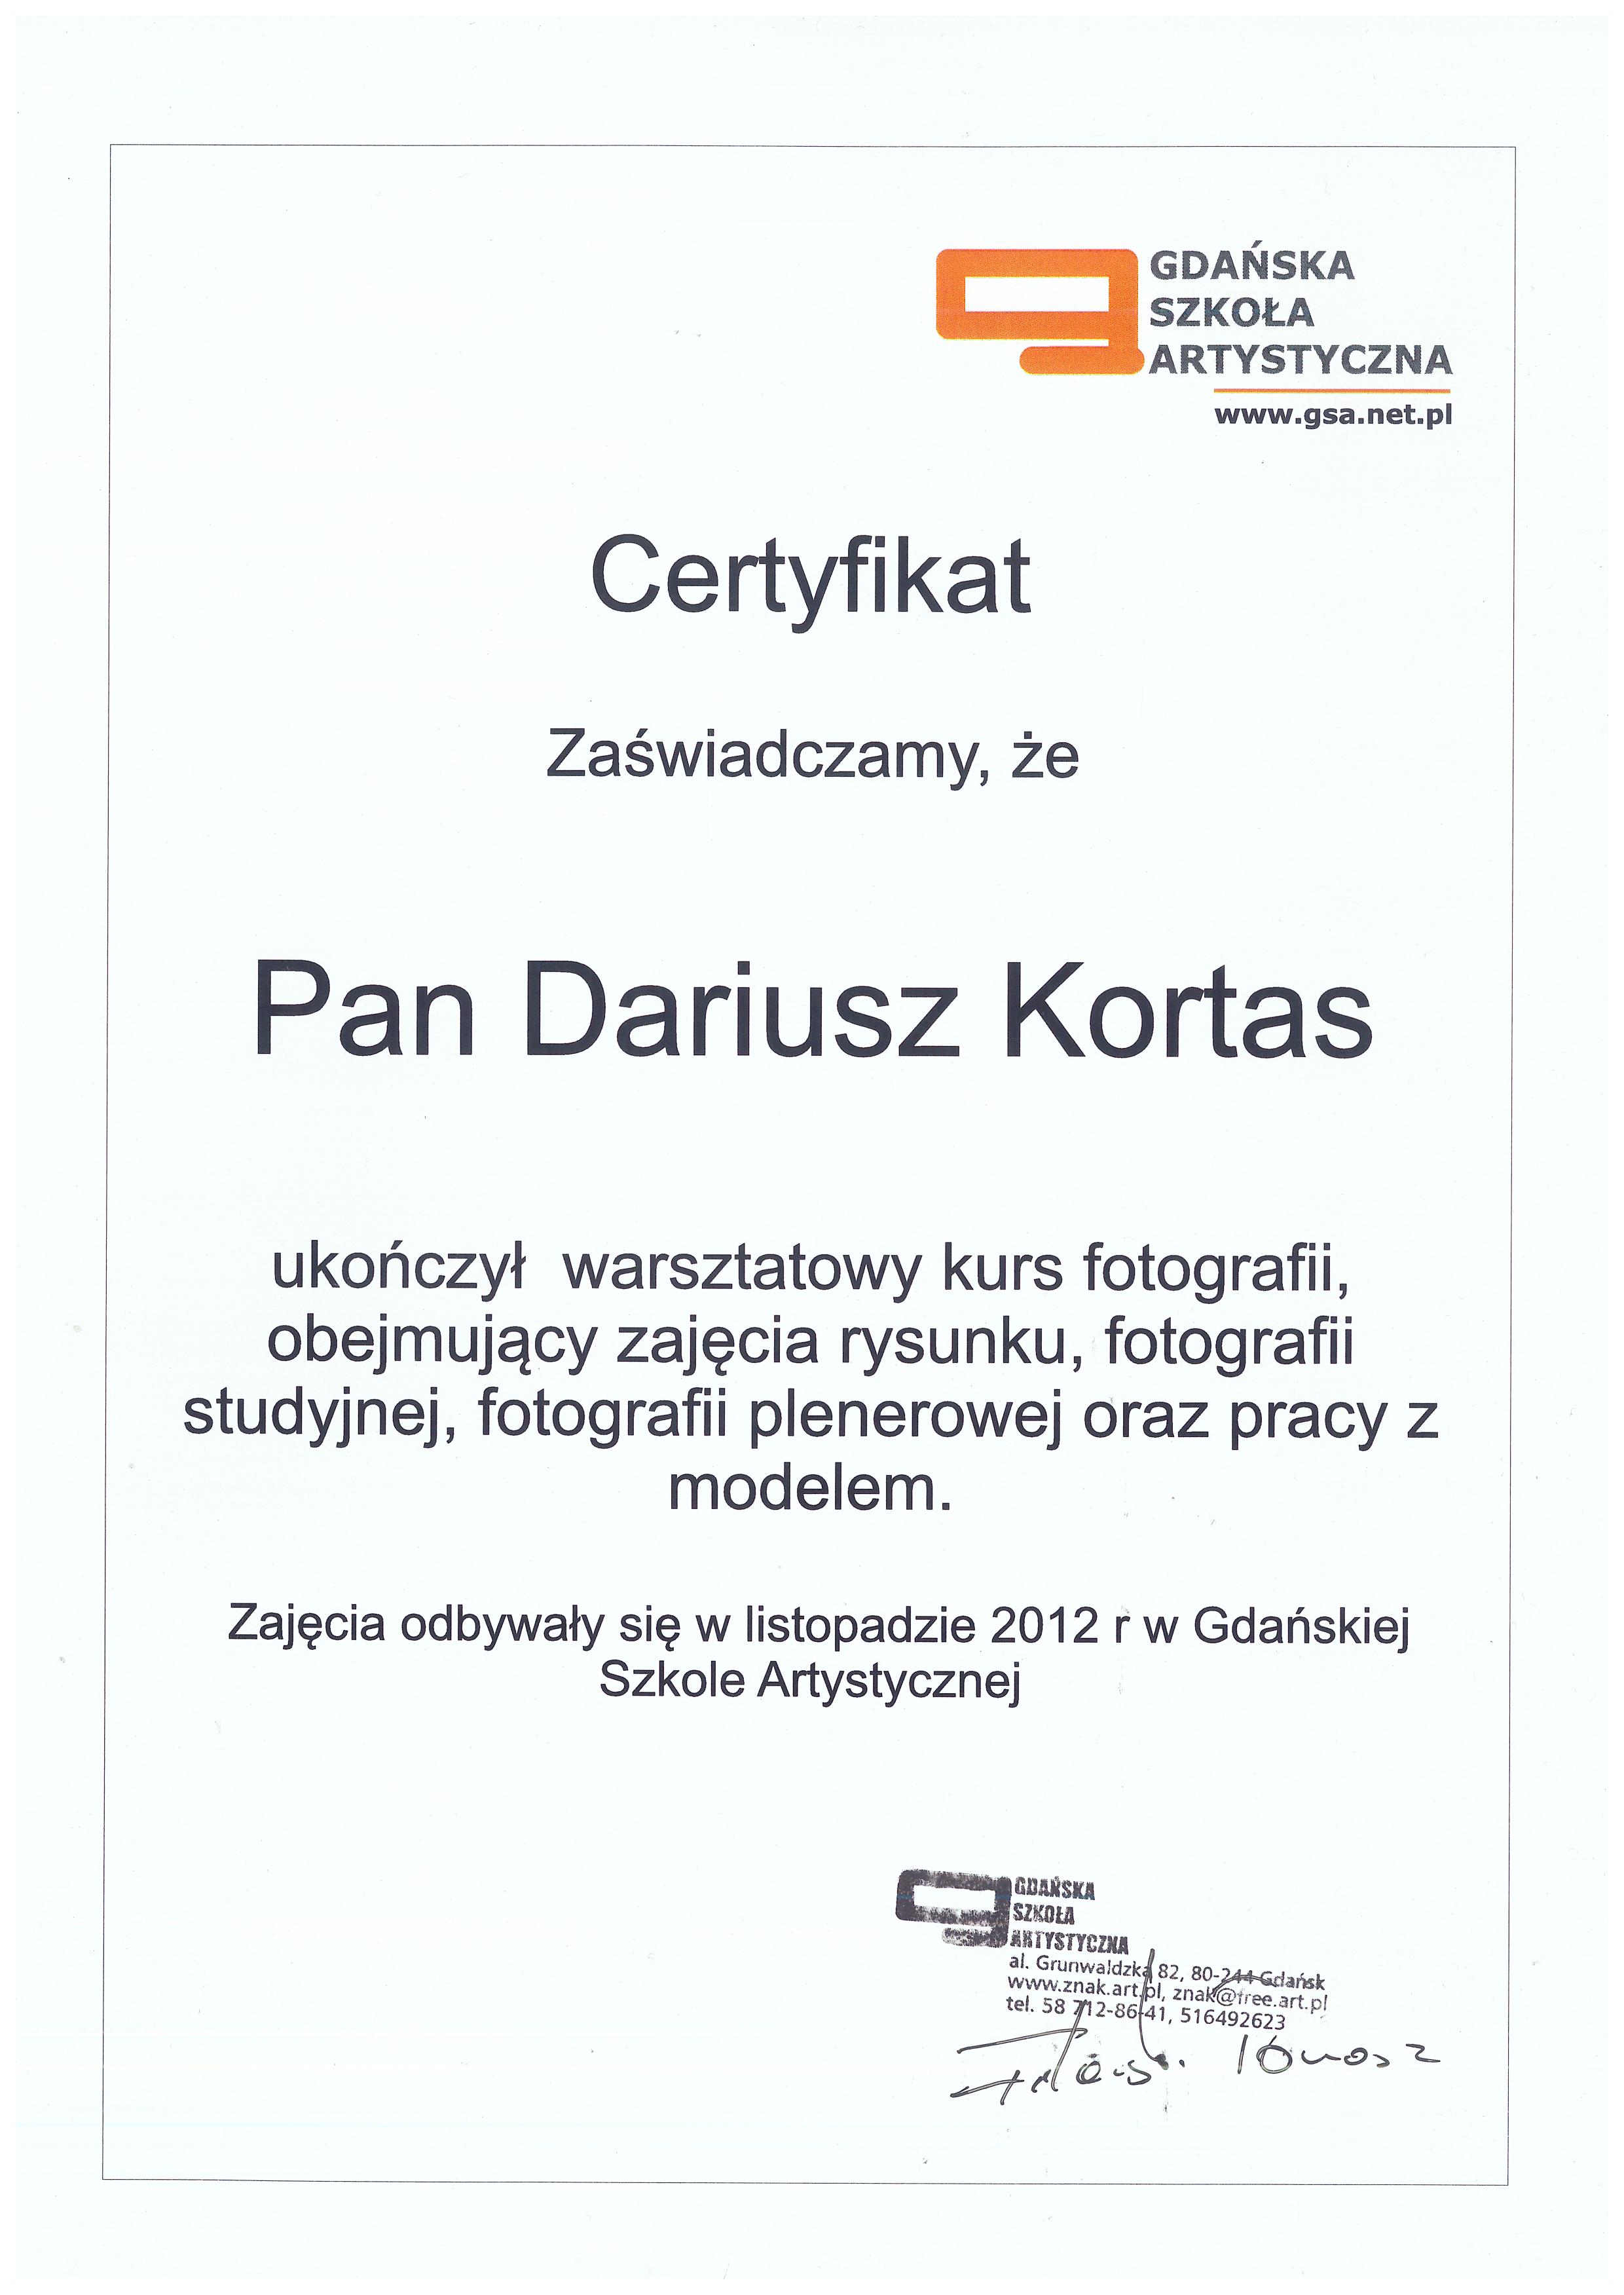 GDAŃSKA
SZKOŁA
ARTYSTYCZNA
www.gsa.net.pl
Certyfikat
Zaświadczamy, że
Pan Dariusz Kortas
ukończył warsztatowy kurs fotografii,
obejmujący zajęcia rysunku, fotografii
studyjnej, fotografii plenerowej oraz pracy z
modelem.
Zajęcia odbywały się w listopadzie 2012 r w Gdańskiej
Szkole Artystycznej
GDAŃSKA
SZKOŁA
ARTYSTYCZNA
al. Grunwaldzka 82, 80-244 Gdańsk
www.znak.art.pl, znak@free.art.pl
tel. 58 712-86-41, 516492623